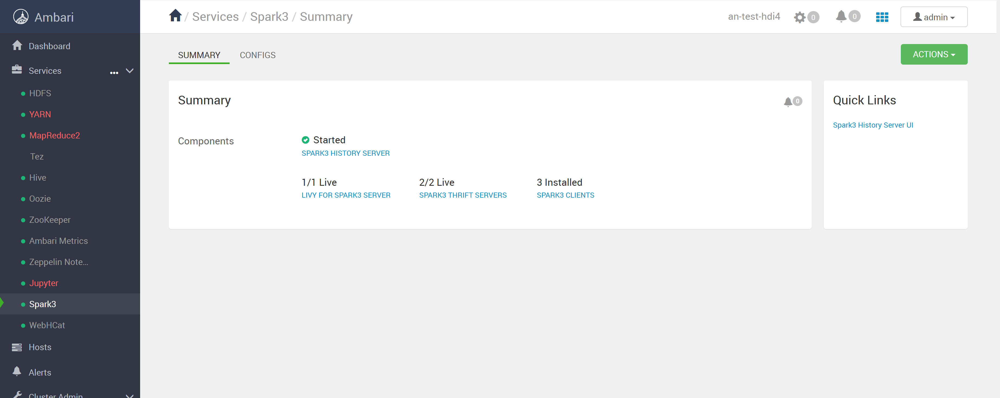 Ambari
/ Services / Spark3 / Summary
an-test-hdi4
0
0
admin
Dashboard
Services
...
HDFS
YARN
MapReduce2
Tez
Hive
Oozie
ZooKeeper
Ambari Metrics
Zeppelin Note...
Jupyter
Spark3
WebHCat
Hosts
Alerts
Cluster Admin
SUMMARY
CONFIGS
ACTIONS
Summary
0
Components
Started
SPARK3 HISTORY SERVER
1/1 Live
LIVY FOR SPARK3 SERVER
2/2 Live
SPARK3 THRIFT SERVERS
3 Installed
SPARK3 CLIENTS
Quick Links
Spark3 History Server UI